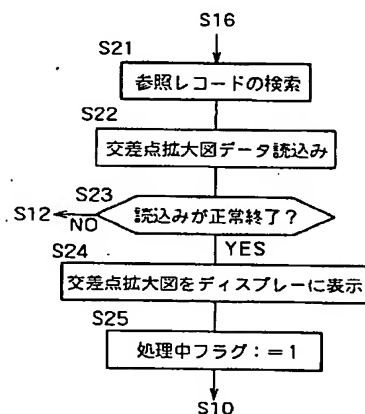 S16
S21
参照レコードの検索
S22
交差点拡大図データ読込み
S23
読込みが正常終了?
S12
NO
YES
S24
交差点拡大図をディスプレーに表示
S25
処理中フラグ:=1
S10